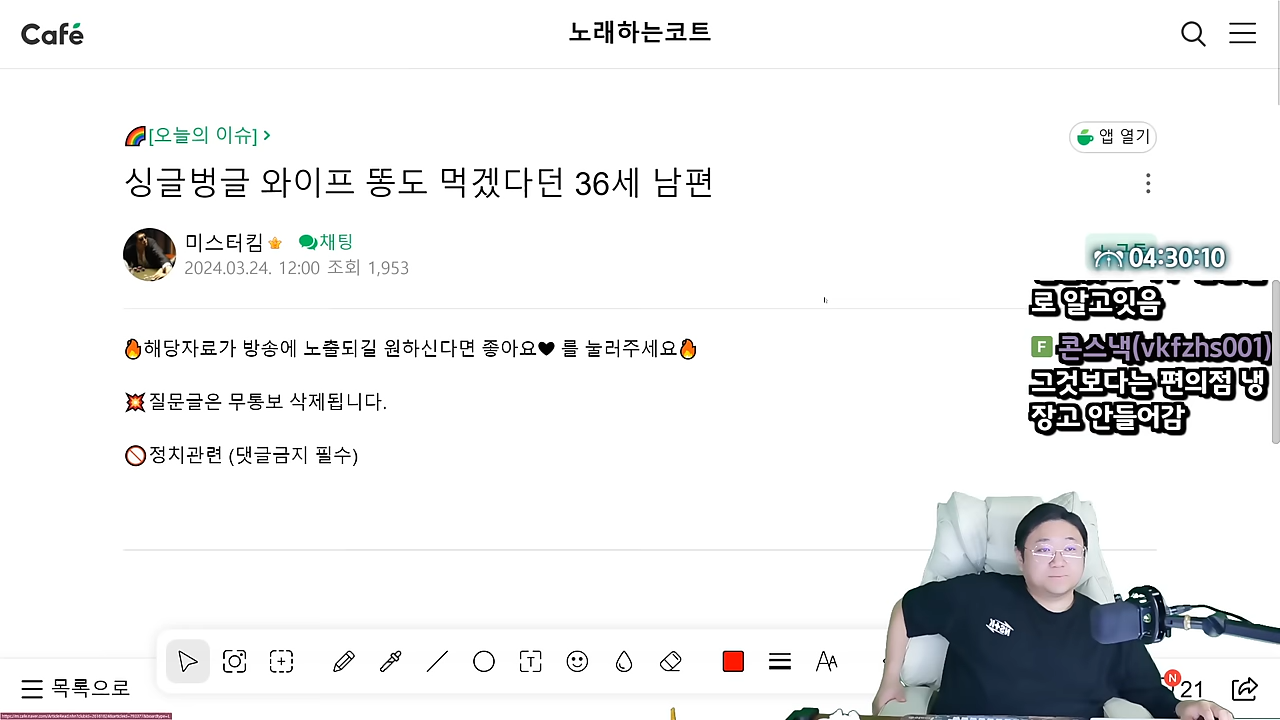 Café
노래하는코트
🌈[오늘의 이슈] >
앱 열기
싱글벙글 와이프 똥도 먹겠다던 36세 남편
미스터킴 채팅
2024.03.24. 12:00 조회 1,953
04:30:10
🔥해당자료가 방송에 노출되길 원하신다면 좋아요🖤 를 눌러주세요🔥
로 알고잇음
F 콘스낵(vkfzhs001)
그것보다는 편의점 냉
장고 안들어감
💥질문글은 무통보 삭제됩니다.
🚫정치관련 (댓글금지 필수)
T
AA
목록으로
N
21